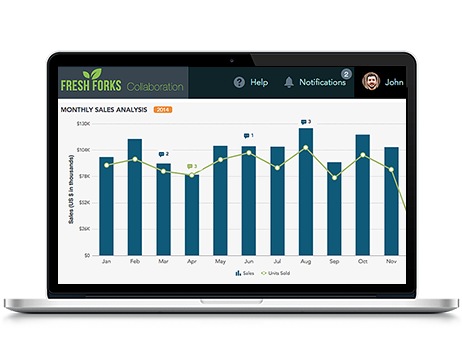 FRESH FORKS Collaboration
Help
Notifications
2
John
MONTHLY SALES ANALYSIS 2014
$130K
$104K
$78K
$52K
$26K
$0
Sales (US $ in thousands)
2
3
1
3
Jan Feb Mar Apr May Jun Jul Aug Sep Oct Nov
Sales Units Sold